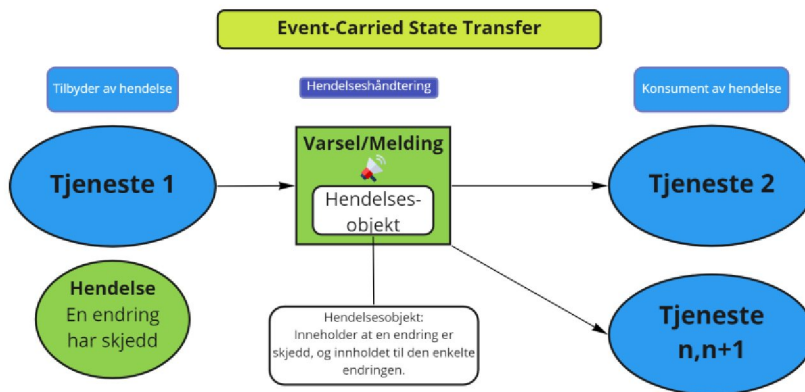 Event-Carried State Transfer
Tilbyder av hendelse
Hendelseshåndtering
Konsument av hendelse
Tjeneste 1
Varsel/Melding
Hendelses-
objekt
Tjeneste 2
Hendelse
En endring
har skjedd
Hendelsesobjekt:
Inneholder at en endring er
skjedd, og innholdet til den enkelte
endringen.
Tjeneste
n,n+1